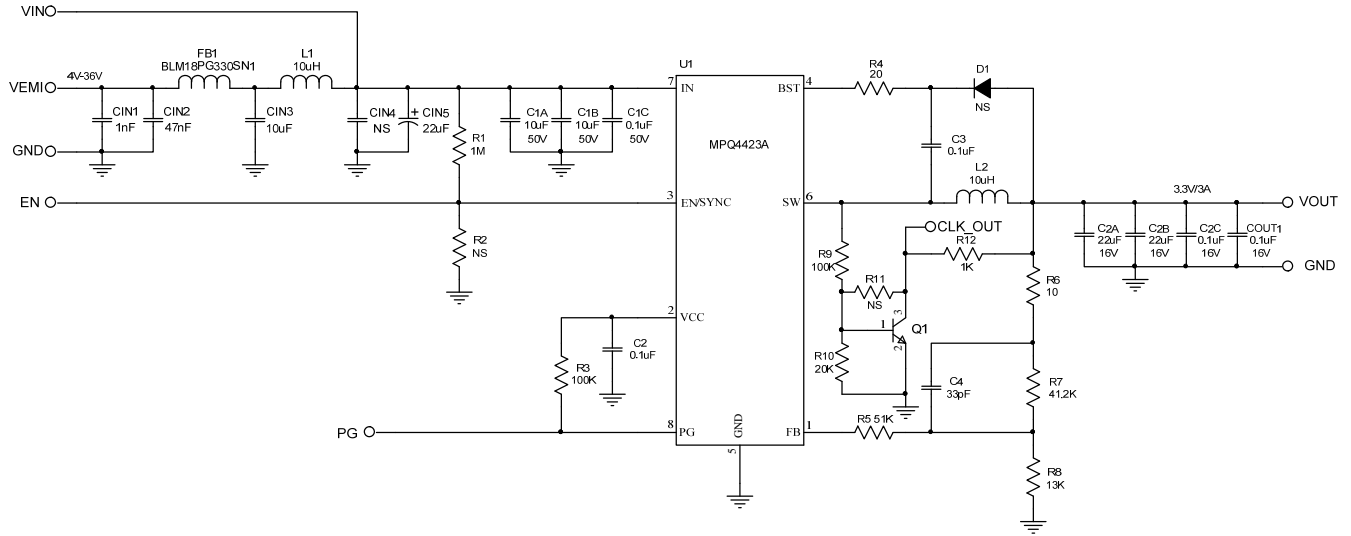 VIN
VEMI
4V-36V
FB1
BLM18PG330SN1
L1
10uH
CIN1
1nF
CIN2
47nF
CIN3
10uF
GND
CIN4
NS
CIN5
22uF
+
R1
1M
C1A
10uF
50V
C1B
10uF
50V
C1C
0.1uF
50V
EN
R2
NS
R3
100K
C2
0.1uF
PG
U1
MPQ4423A
7
IN
3
EN/SYNC
2
VCC
8
PG
GND
5
4
BST
6
SW
1
FB
R4
20
D1
NS
C3
0.1uF
L2
10uH
CLK_OUT
R12
1K
R9
100K
R11
NS
R10
20K
Q1
1
3
2
C4
33pF
R5 51K
R6
10
R7
41.2K
R8
13K
3.3V/3A
VOUT
C2A
22uF
16V
C2B
22uF
16V
C2C
0.1uF
16V
COUT1
0.1uF
16V
GND